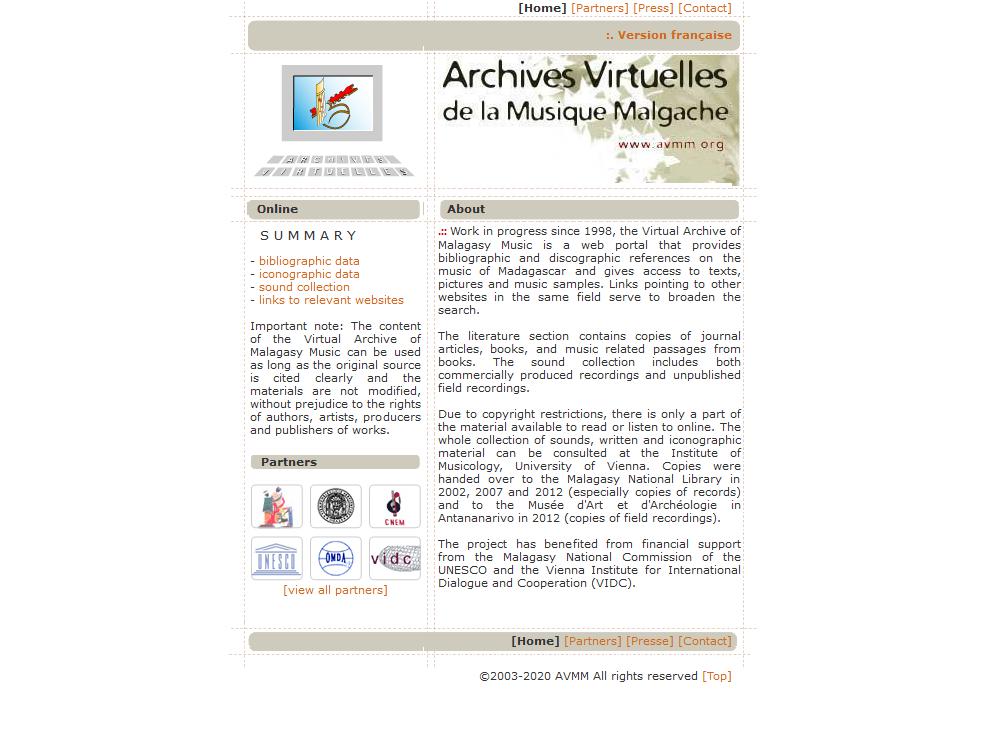 [Home] [Partners] [Press] [Contact]
:. Version française
Archives Virtuelles
de la Musique Malgache
www.avmm.org
ARCHIVES
VIRTUELLES
Online
SUMMARY
- bibliographic data
- iconographic data
- sound collection
- links to relevant websites
Important note: The content
of the Virtual Archive of
Malagasy Music can be used
as long as the original source
is cited clearly and the
materials are not modified,
without prejudice to the rights
of authors, artists, producers
and publishers of works.
Partners
CNEM
UNESCO
OMDA
vidc
[view all partners]
About
.:: Work in progress since 1998, the Virtual Archive of
Malagasy Music is a web portal that provides
bibliographic and discographic references on the
music of Madagascar and gives access to texts,
pictures and music samples. Links pointing to other
websites in the same field serve to broaden the
search.
The literature section contains copies of journal
articles, books, and music related passages from
books. The sound collection includes both
commercially produced recordings and unpublished
field recordings.
Due to copyright restrictions, there is only a part of
the material available to read or listen to online. The
whole collection of sounds, written and iconographic
material can be consulted at the Institute of
Musicology, University of Vienna. Copies were
handed over to the Malagasy National Library in
2002, 2007 and 2012 (especially copies of records)
and to the Musée d'Art et d'Archéologie in
Antananarivo in 2012 (copies of field recordings).
The project has benefited from financial support
from the Malagasy National Commission of the
UNESCO and the Vienna Institute for International
Dialogue and Cooperation (VIDC).
[Home] [Partners] [Presse] [Contact]
©2003-2020 AVMM All rights reserved [Top]